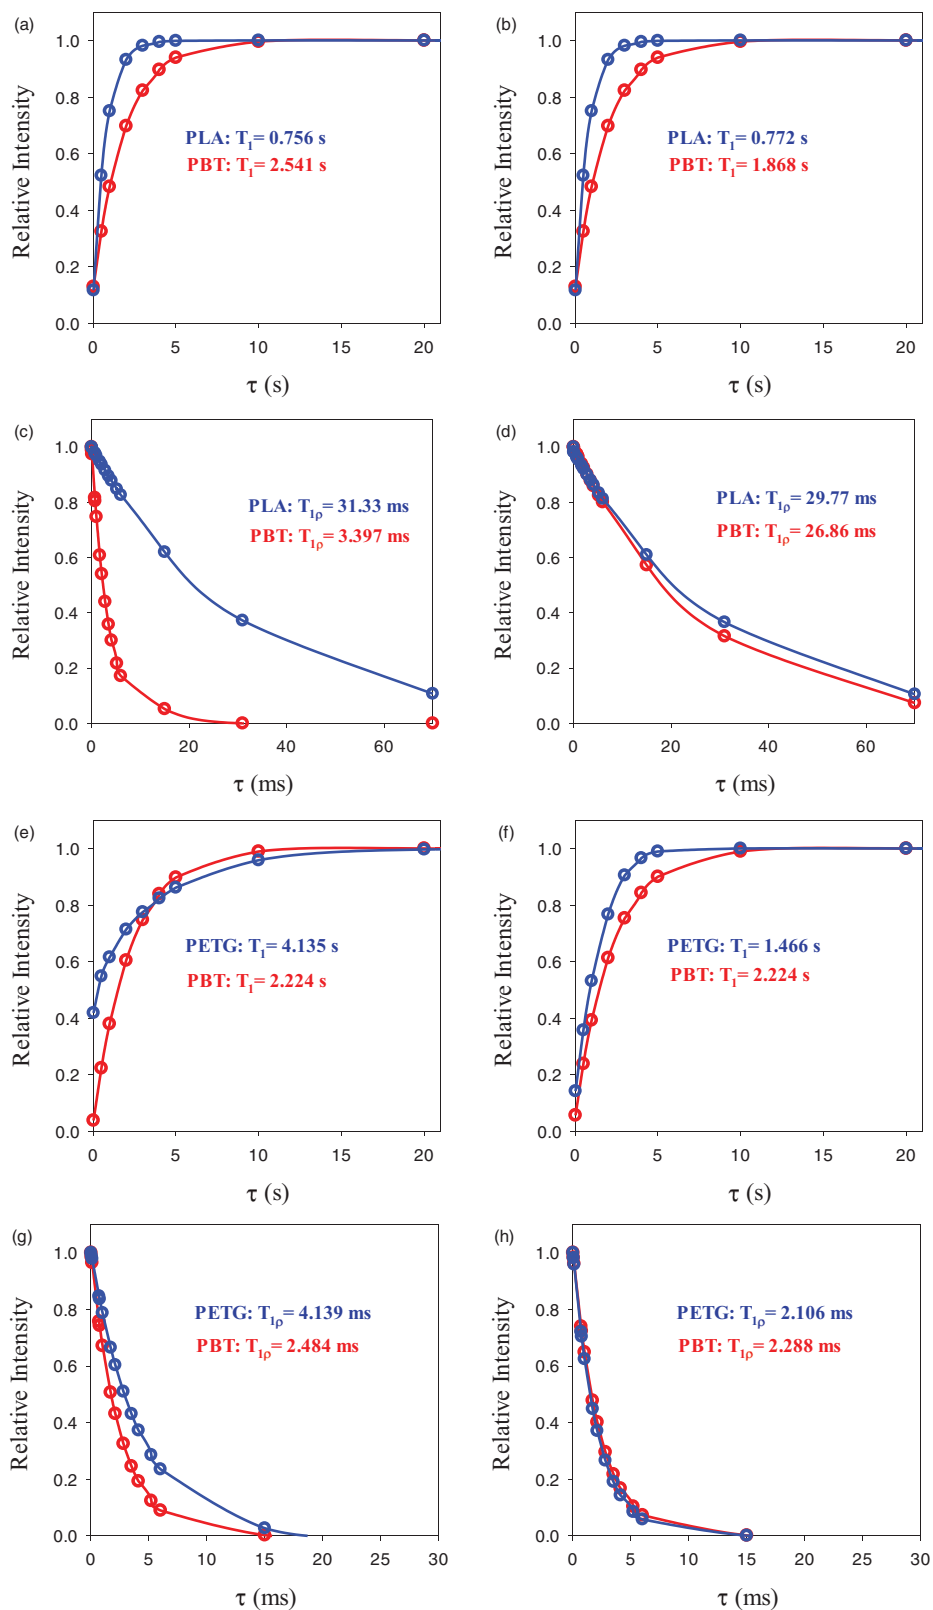 (a)
1.0
0.8
0.6
0.4
0.2
0.0
Relative Intensity
PLA: T1= 0.756 s
PBT: T1= 2.541 s
0 5 10 15 20
τ (s)
(b)
1.0
0.8
0.6
0.4
0.2
0.0
Relative Intensity
PLA: T1= 0.772 s
PBT: T1= 1.868 s
0 5 10 15 20
τ (s)
(c)
1.0
0.8
0.6
0.4
0.2
0.0
Relative Intensity
PLA: T1ρ= 31.33 ms
PBT: T1ρ= 3.397 ms
0 20 40 60
τ (ms)
(d)
1.0
0.8
0.6
0.4
0.2
0.0
Relative Intensity
PLA: T1ρ= 29.77 ms
PBT: T1ρ= 26.86 ms
0 20 40 60
τ (ms)
(e)
1.0
0.8
0.6
0.4
0.2
0.0
Relative Intensity
PETG: T1= 4.135 s
PBT: T1= 2.224 s
0 5 10 15 20
τ (s)
(f)
1.0
0.8
0.6
0.4
0.2
0.0
Relative Intensity
PETG: T1= 1.466 s
PBT: T1= 2.224 s
0 5 10 15 20
τ (s)
(g)
1.0
0.8
0.6
0.4
0.2
0.0
Relative Intensity
PETG: T1ρ= 4.139 ms
PBT: T1ρ= 2.484 ms
0 5 10 15 20 25 30
τ (ms)
(h)
1.0
0.8
0.6
0.4
0.2
0.0
Relative Intensity
PETG: T1ρ= 2.106 ms
PBT: T1ρ= 2.288 ms
0 5 10 15 20 25 30
τ (ms)